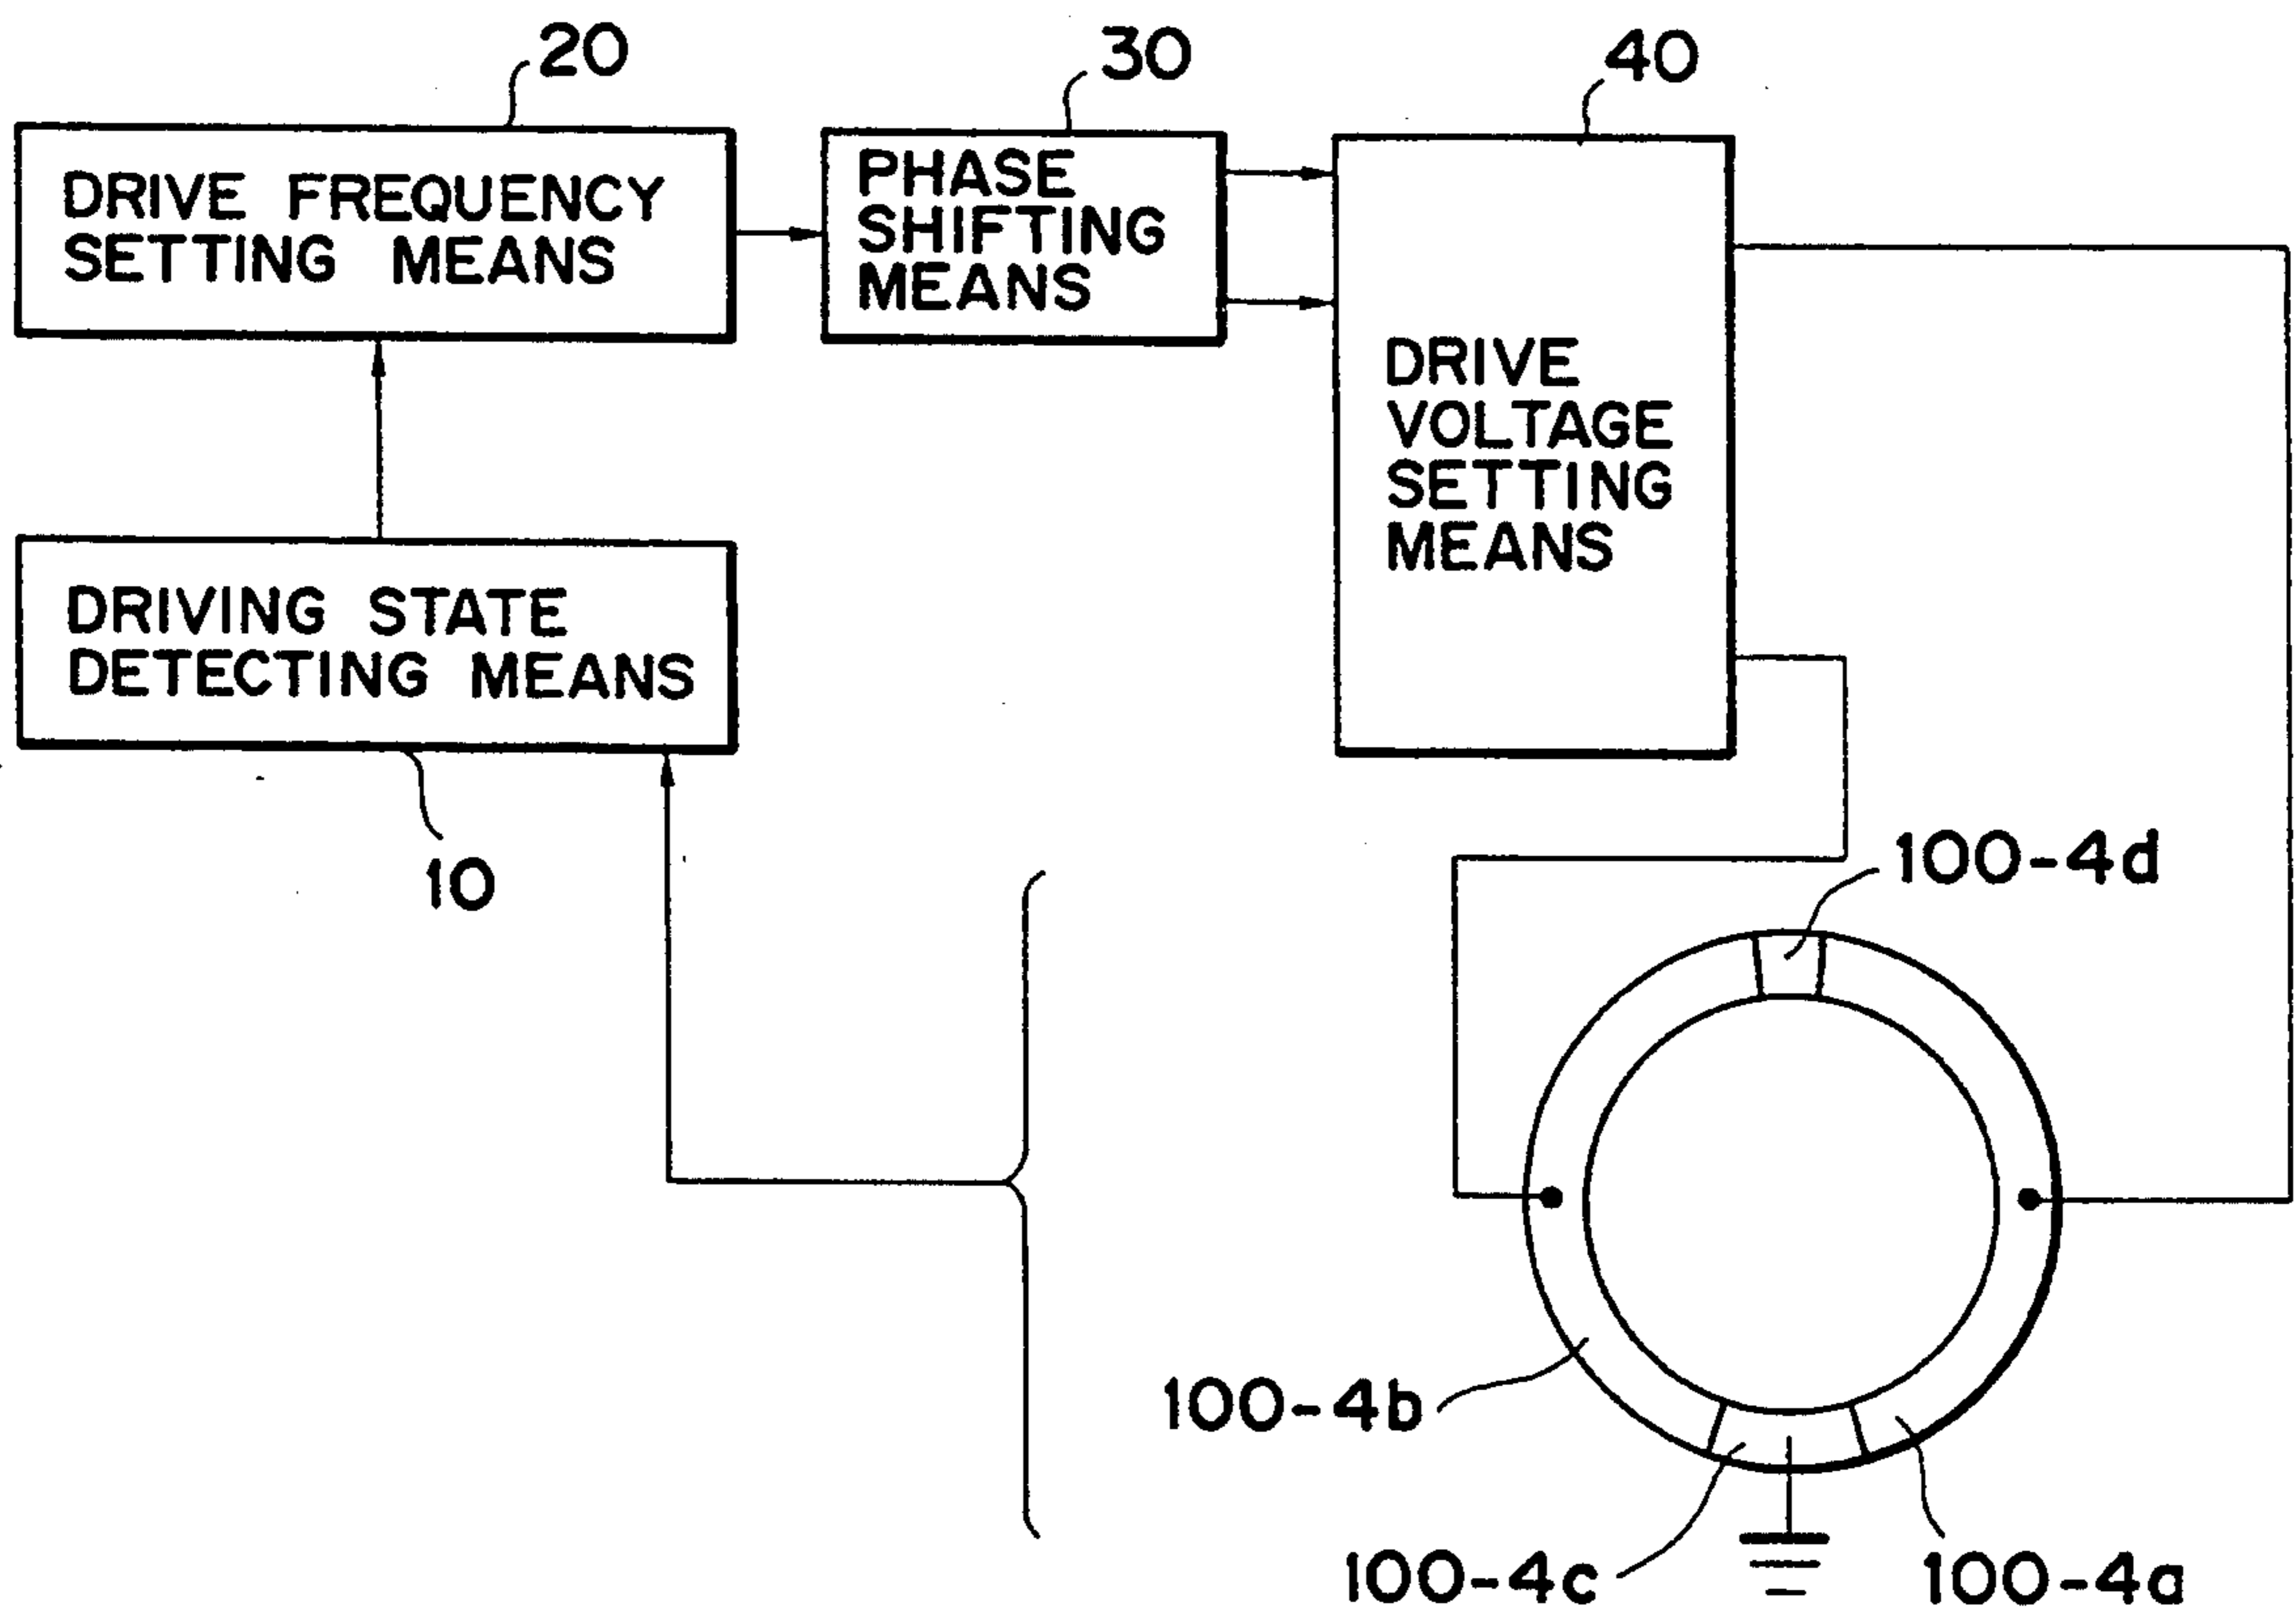 20
30
40
DRIVE FREQUENCY
SETTING MEANS
PHASE
SHIFTING
MEANS
DRIVE
VOLTAGE
SETTING
MEANS
DRIVING STATE
DETECTING MEANS
10
100-4d
100-4b
100-4c
100-4a